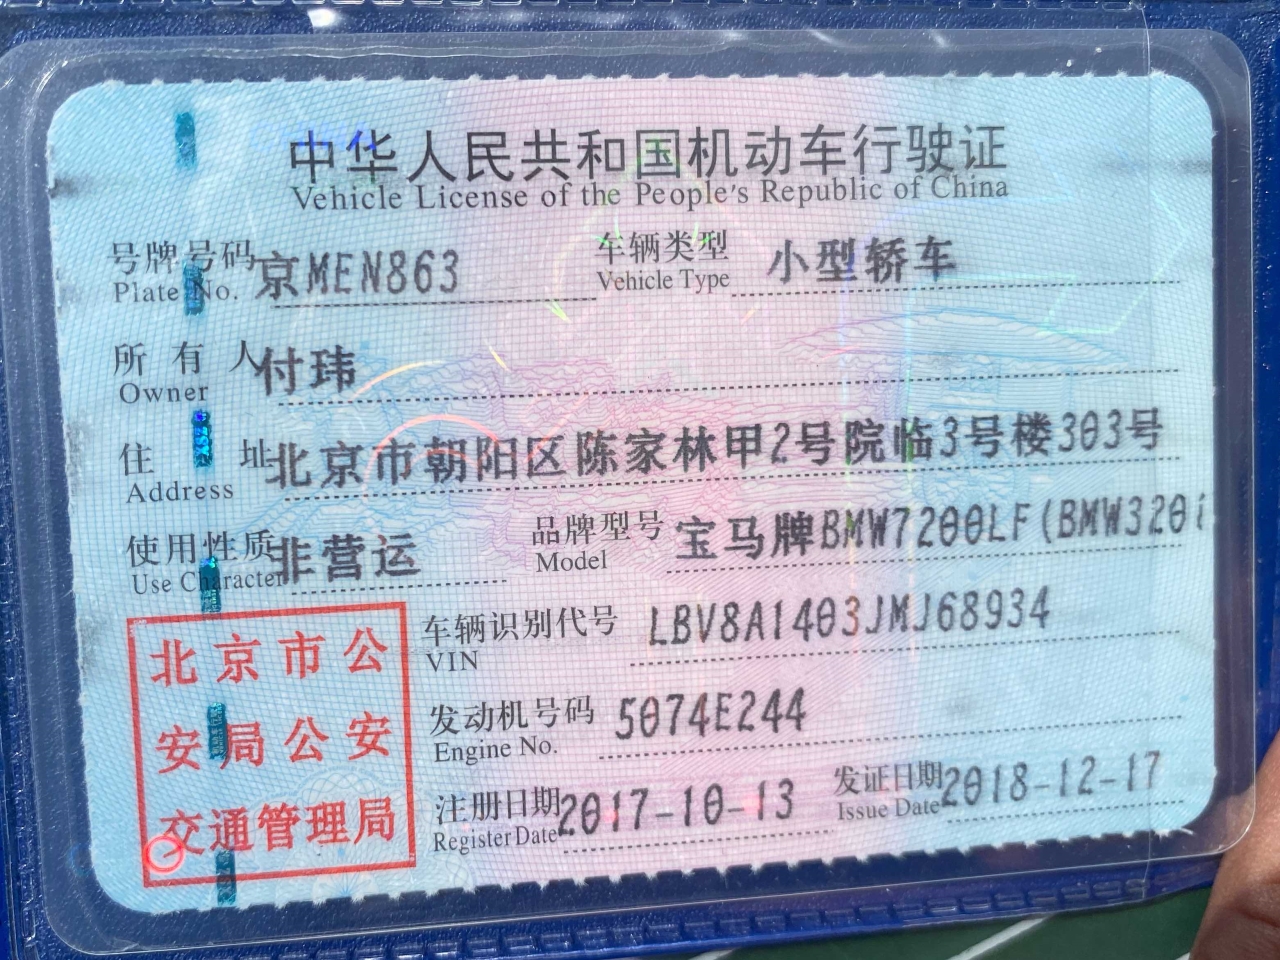 中华人民共和国机动车行驶证
Vehicle License of the People's Republic of China
号牌号码 京MEN863 车辆类型 小型轿车
Plate No. Vehicle Type
所有人 付玮
Owner
住址 北京市朝阳区陈家林甲2号院临3号楼303号
Address
使用性质 非营运 品牌型号 宝马牌BMW7200LF(BMW320i
Use Character Model
车辆识别代号 LBV8A1403JMJ68934
VIN
发动机号码 5074E244
Engine No.
注册日期 2017-10-13 发证日期 2018-12-17
Register Date Issue Date
北京市公
安局公安
交通管理局